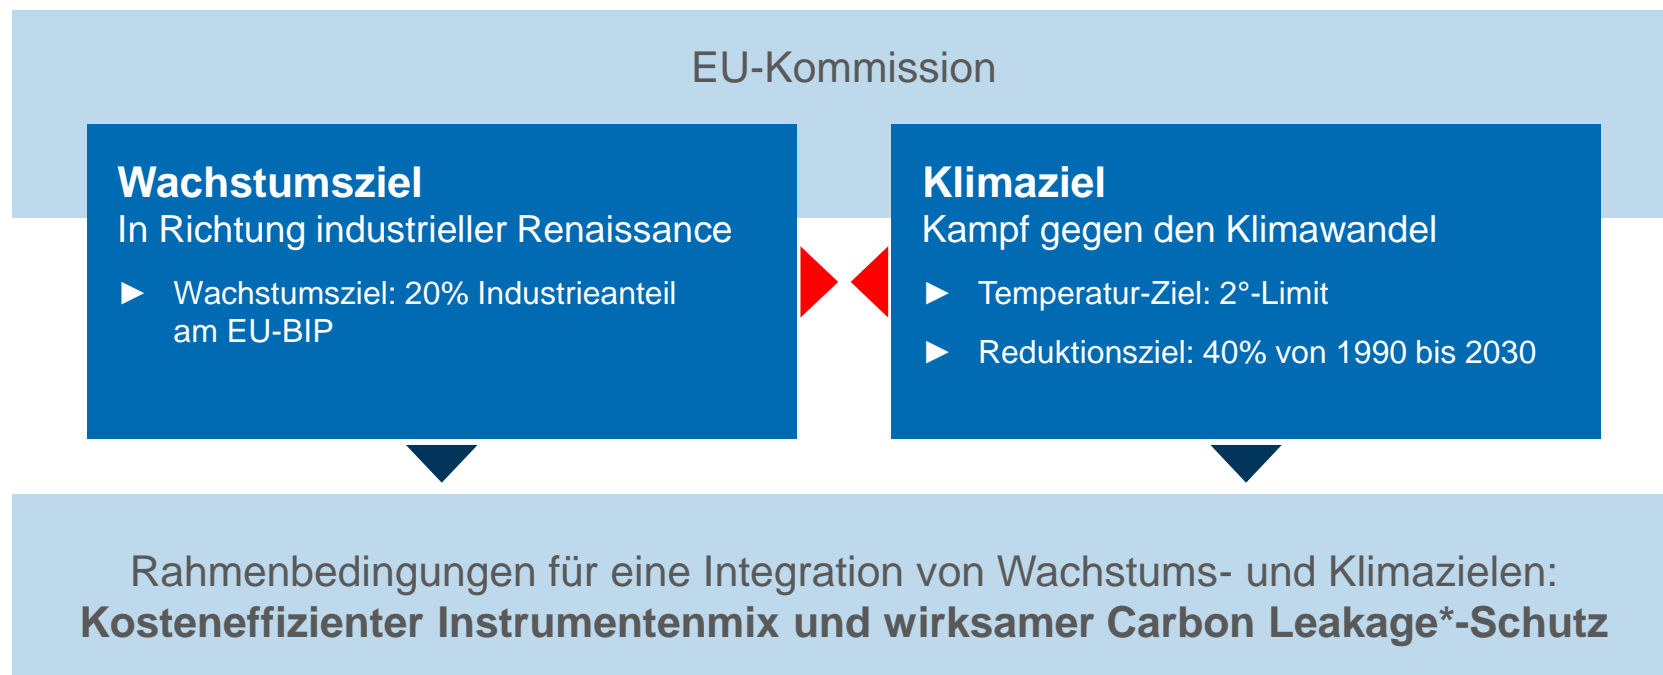 EU-Kommission
Wachstumsziel
In Richtung industrieller Renaissance
► Wachstumsziel: 20% Industrieanteil
am EU-BIP
Klimaziel
Kampf gegen den Klimawandel
► Temperatur-Ziel: 2°-Limit
► Reduktionsziel: 40% von 1990 bis 2030
Rahmenbedingungen für eine Integration von Wachstums- und Klimazielen:
Kosteneffizienter Instrumentenmix und wirksamer Carbon Leakage*-Schutz